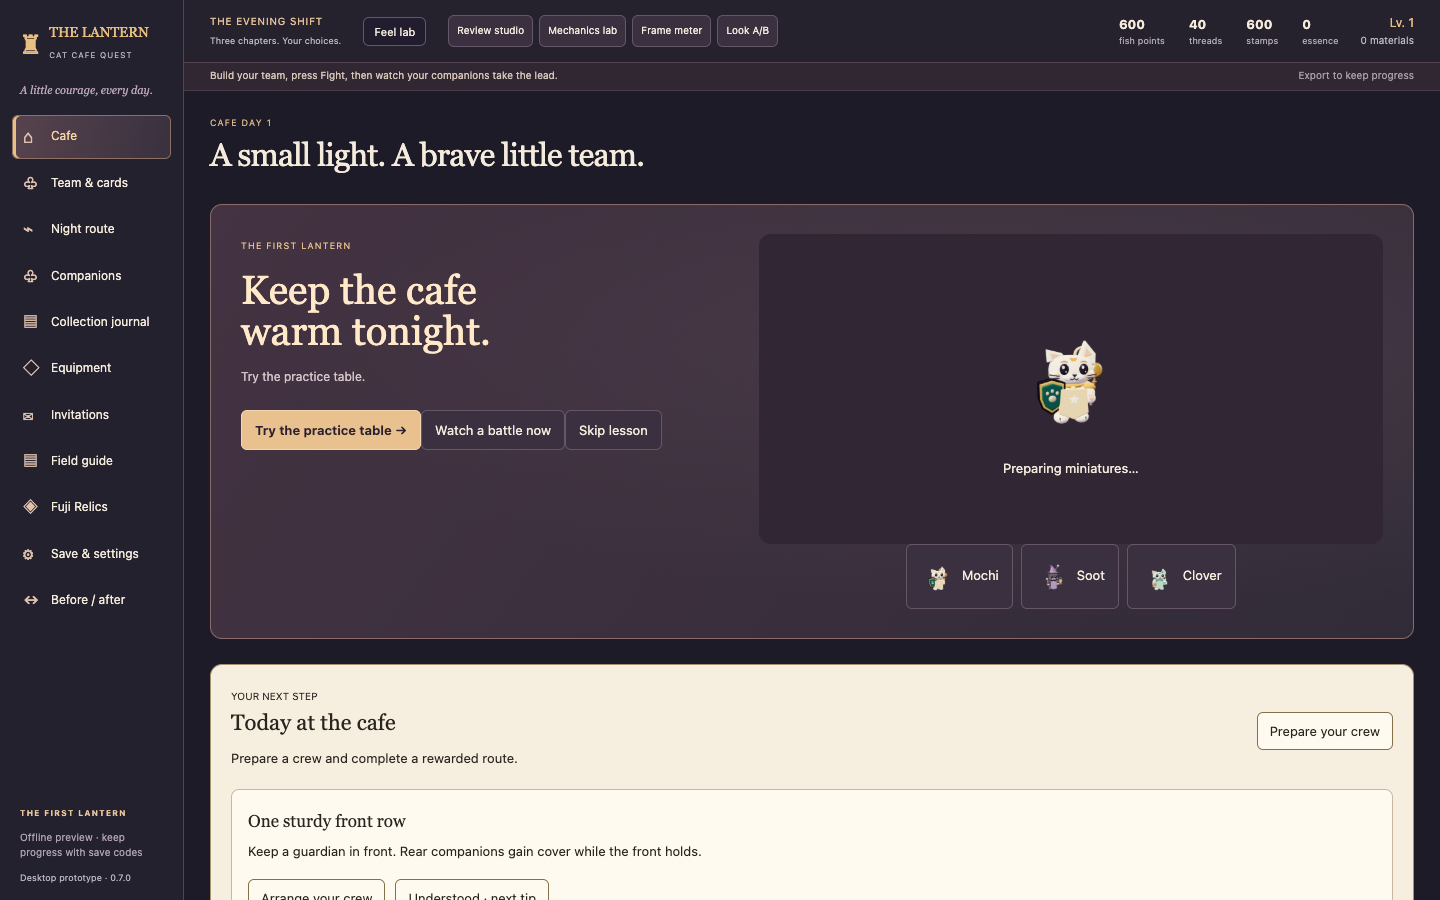 THE LANTERN
CAT CAFE QUEST
A little courage, every day.
Cafe
Team & cards
Night route
Companions
Collection journal
Equipment
Invitations
Field guide
Fuji Relics
Save & settings
Before / after
THE FIRST LANTERN
Offline preview · keep
progress with save codes
Desktop prototype · 0.7.0
THE EVENING SHIFT
Three chapters. Your choices.
Feel lab
Review studio
Mechanics lab
Frame meter
Look A/B
600
fish points
40
threads
600
stamps
0
essence
Lv. 1
0 materials
Build your team, press Fight, then watch your companions take the lead.
Export to keep progress
CAFE DAY 1
A small light. A brave little team.
THE FIRST LANTERN
Keep the cafe
warm tonight.
Try the practice table.
Try the practice table →
Watch a battle now
Skip lesson
Preparing miniatures…
Mochi
Soot
Clover
YOUR NEXT STEP
Today at the cafe
Prepare a crew and complete a rewarded route.
Prepare your crew
One sturdy front row
Keep a guardian in front. Rear companions gain cover while the front holds.
Arrange your crew
Understood · next tip